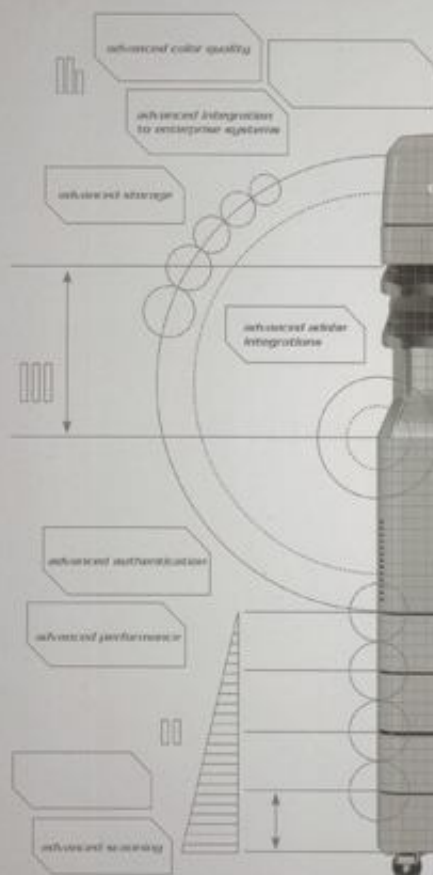 advanced color quality
advanced integration
to enterprise systems
advanced storage
advanced adobe
integrations
advanced authentication
advanced performance
advanced scanning